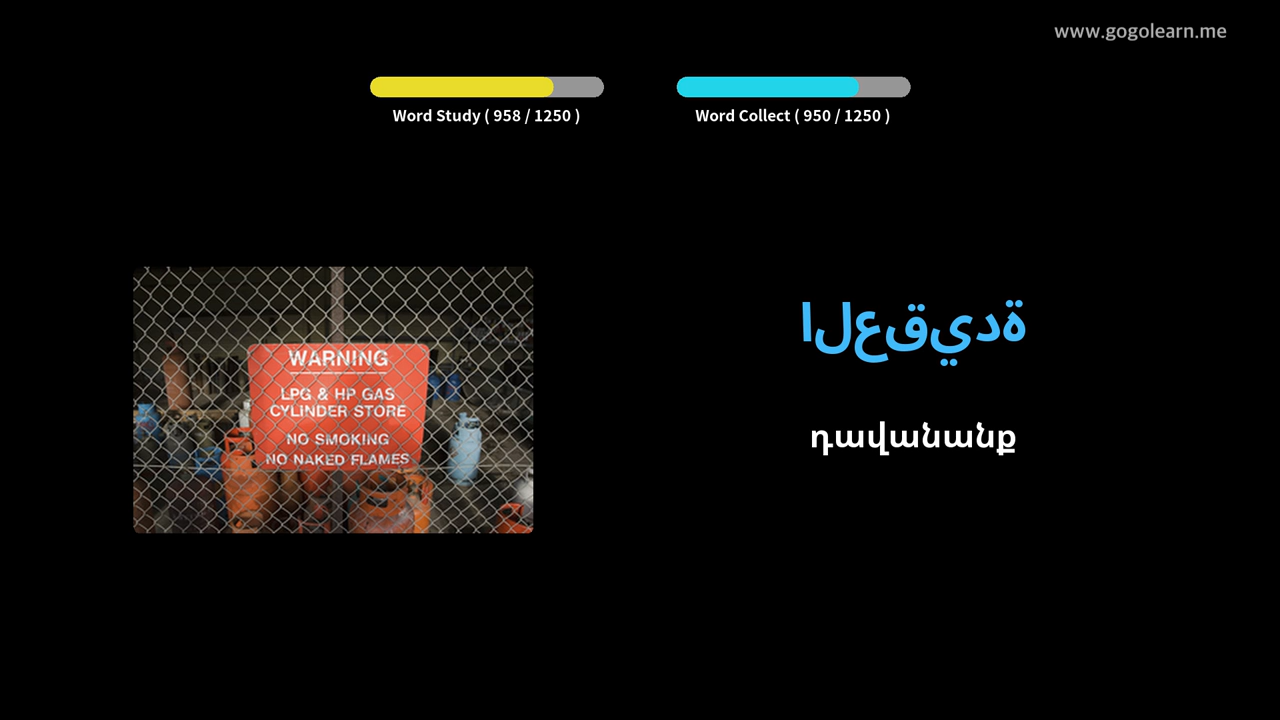 www.gogolearn.me
Word Study ( 958 / 1250 )
Word Collect ( 950 / 1250 )
WARNING
LPG & HP GAS
CYLINDER STORE
NO SMOKING
NO NAKED FLAMES
العقيدة
դավանանք